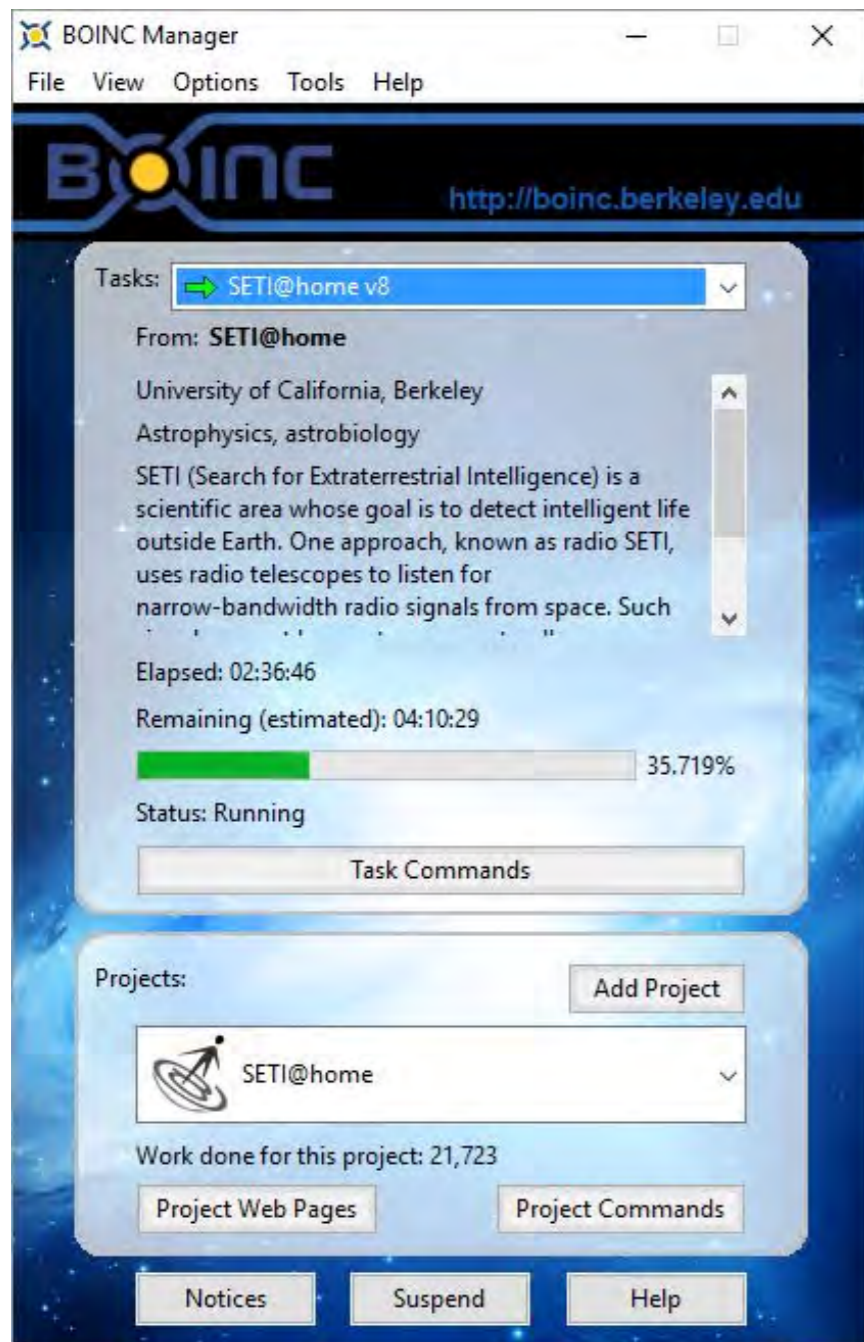 BOINC Manager
File View Options Tools Help
BOINC
http://boinc.berkeley.edu
Tasks: SETI@home v8
From: SETI@home
University of California, Berkeley
Astrophysics, astrobiology
SETI (Search for Extraterrestrial Intelligence) is a
scientific area whose goal is to detect intelligent life
outside Earth. One approach, known as radio SETI,
uses radio telescopes to listen for
narrow-bandwidth radio signals from space. Such
Elapsed: 02:36:46
Remaining (estimated): 04:10:29
35.719%
Status: Running
Task Commands
Projects:
Add Project
SETI@home
Work done for this project: 21,723
Project Web Pages Project Commands
Notices Suspend Help